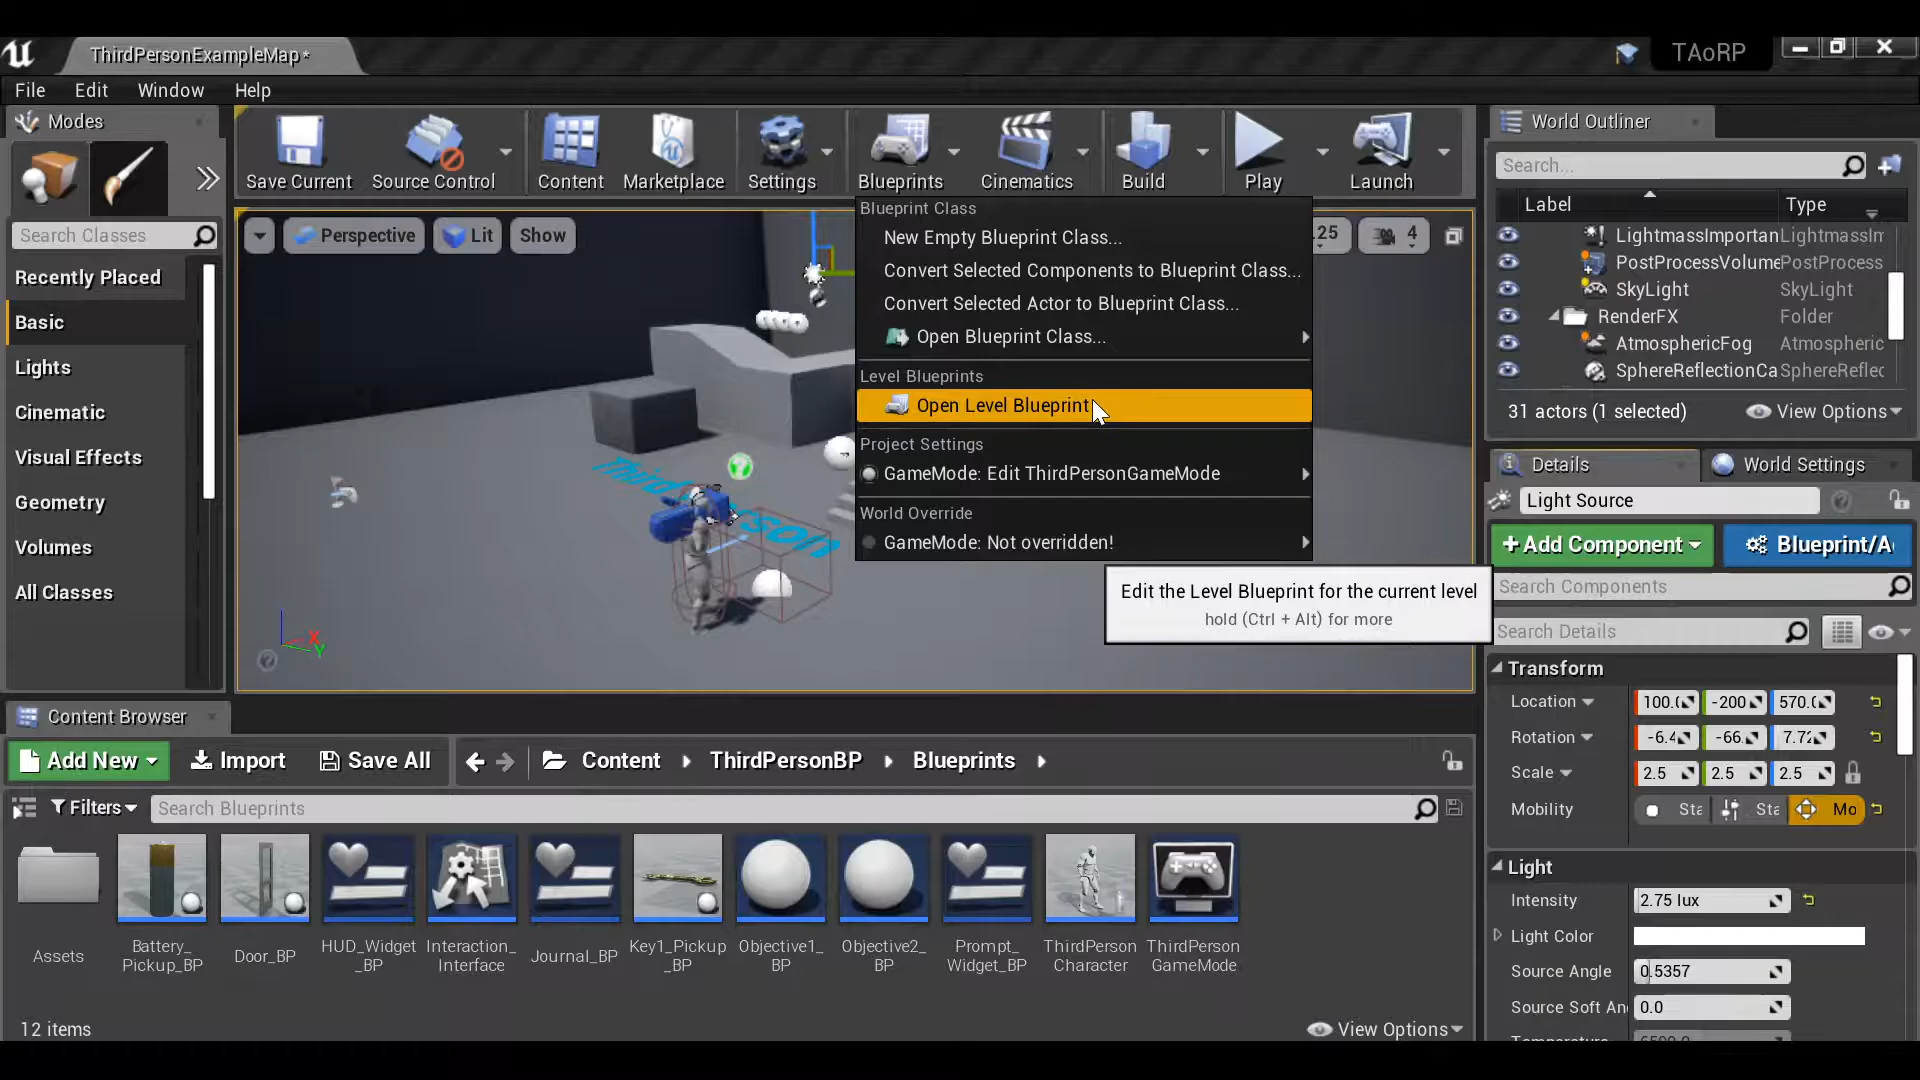 ThirdPersonExampleMap*
TAoRP
File Edit Window Help
Modes
Save Current
Source Control
Content
Marketplace
Settings
Blueprints
Cinematics
Build
Play
Launch
Search Classes
Recently Placed
Basic
Lights
Cinematic
Visual Effects
Geometry
Volumes
All Classes
Perspective
Lit
Show
25
4
Third Person
X
Y
Blueprint Class
New Empty Blueprint Class...
Convert Selected Components to Blueprint Class...
Convert Selected Actor to Blueprint Class...
Open Blueprint Class...
Level Blueprints
Open Level Blueprint
Project Settings
GameMode: Edit ThirdPersonGameMode
World Override
GameMode: Not overridden!
Edit the Level Blueprint for the current level
hold (Ctrl + Alt) for more
World Outliner
Search...
Label Type
LightmassImportan LightmassIm
PostProcessVolume PostProcess
SkyLight SkyLight
RenderFX Folder
AtmosphericFog Atmospheric
SphereReflectionCa SphereReflec
31 actors (1 selected) View Options
Details
World Settings
Light Source
+Add Component
Blueprint/A
Search Components
Search Details
Transform
Location 100.0 -200 570.0
Rotation -6.4 -66. 7.72
Scale 2.5 2.5 2.5
Mobility Sta Sta Mo
Light
Intensity 2.75 lux
Light Color
Source Angle 0.5357
Source Soft An 0.0
Content Browser
Add New Import Save All
Content ThirdPersonBP Blueprints
Filters
Search Blueprints
Assets
Battery_
Pickup_BP
Door_BP
HUD_Widget
_BP
Interaction_
Interface
Journal_BP
Key1_Pickup
_BP
Objective1_
BP
Objective2_
BP
Prompt_
Widget_BP
ThirdPerson
Character
ThirdPerson
GameMode
12 items
View Options